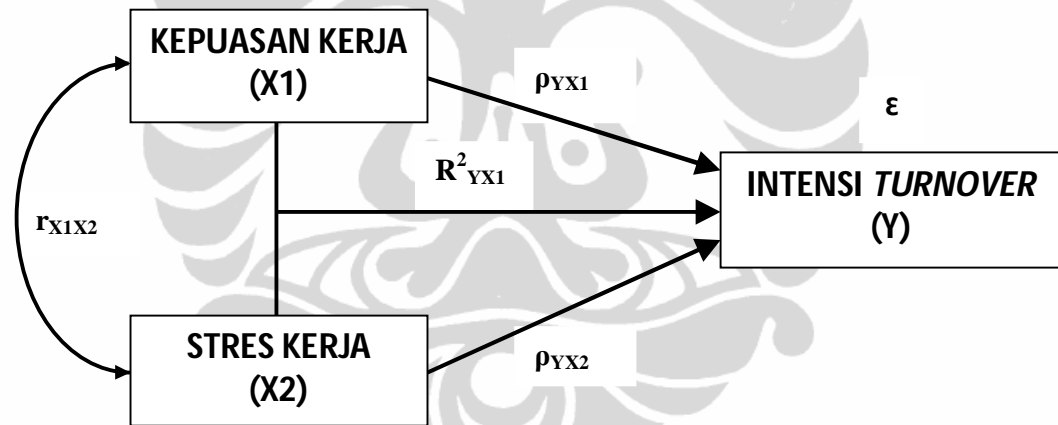 KEPUASAN KERJA
(X1)
ρYX1
ε
R²YX1
INTENSI TURNOVER
(Y)
rX1X2
STRES KERJA
(X2)
ρYX2